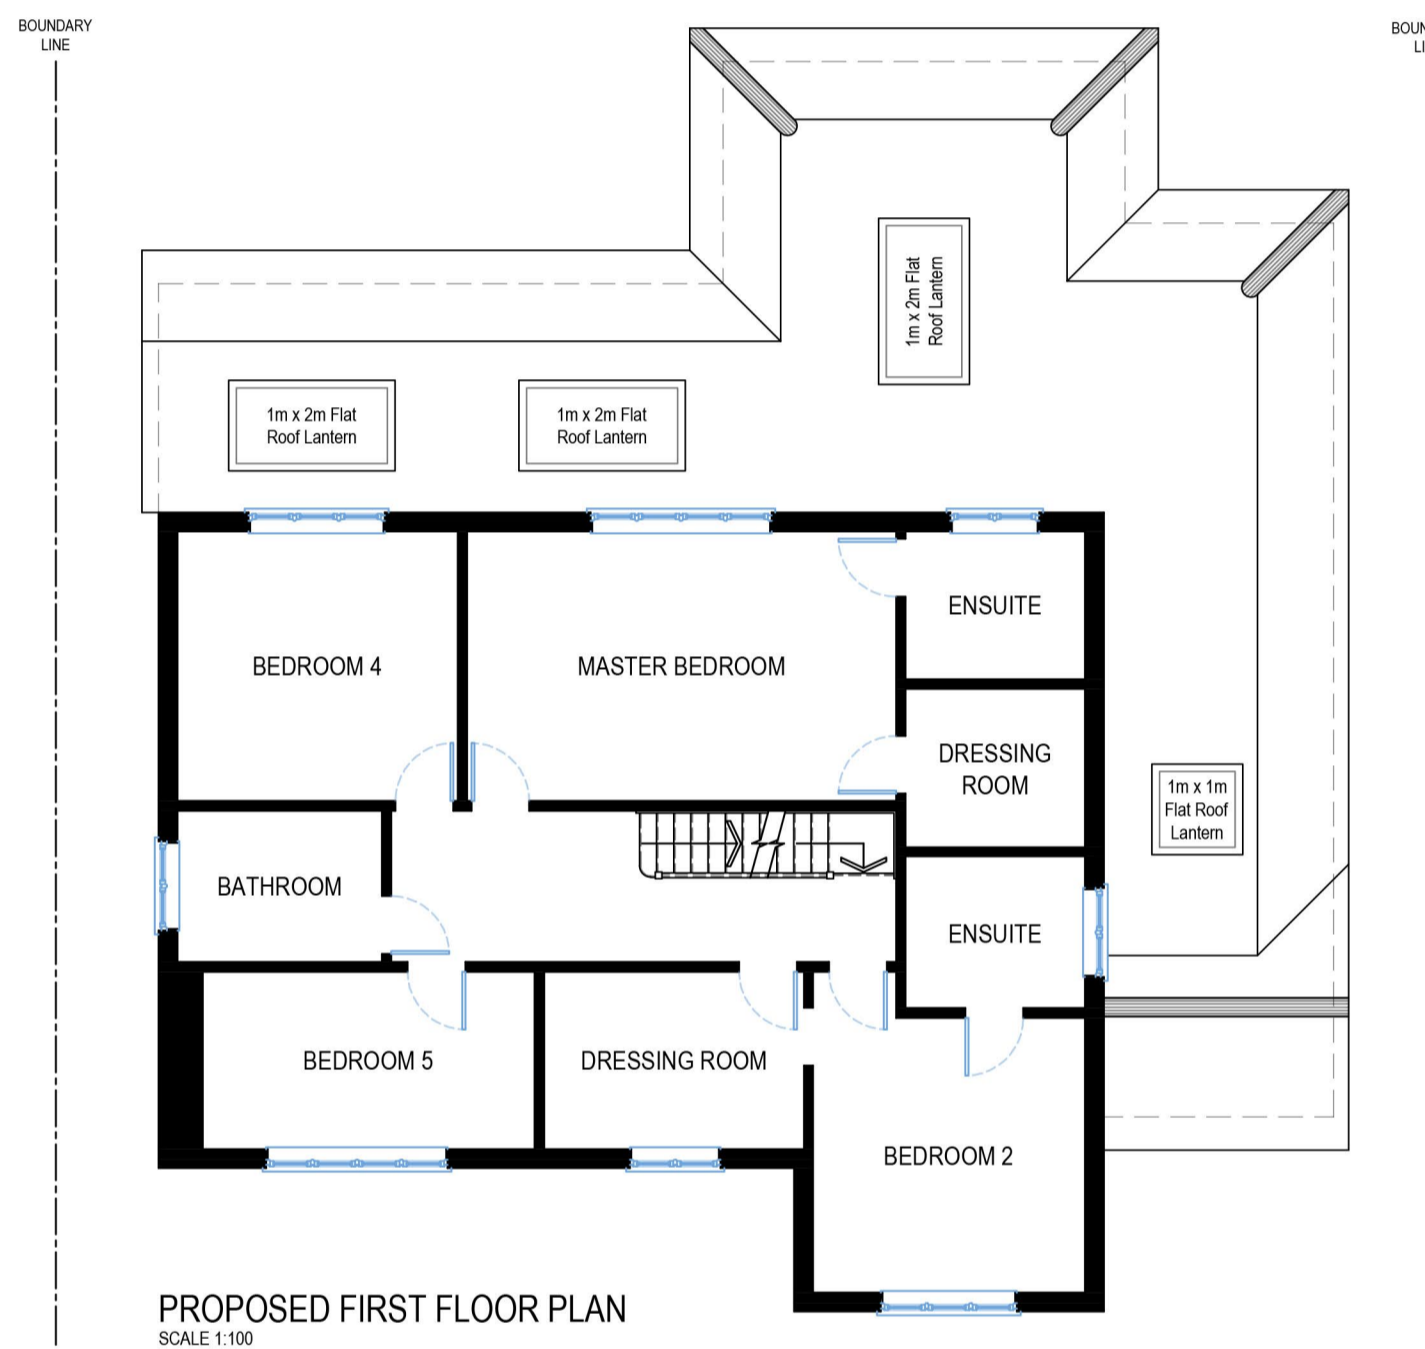 BOUNDARY
LINE
BOUN
LI
1m x 2m Flat
Roof Lantern
1m x 2m Flat
Roof Lantern
1m x 2m Flat
Roof Lantern
ENSUITE
BEDROOM 4
MASTER BEDROOM
DRESSING
ROOM
1m x 1m
Flat Roof
Lantern
BATHROOM
ENSUITE
BEDROOM 5
DRESSING ROOM
BEDROOM 2
PROPOSED FIRST FLOOR PLAN
SCALE 1:100